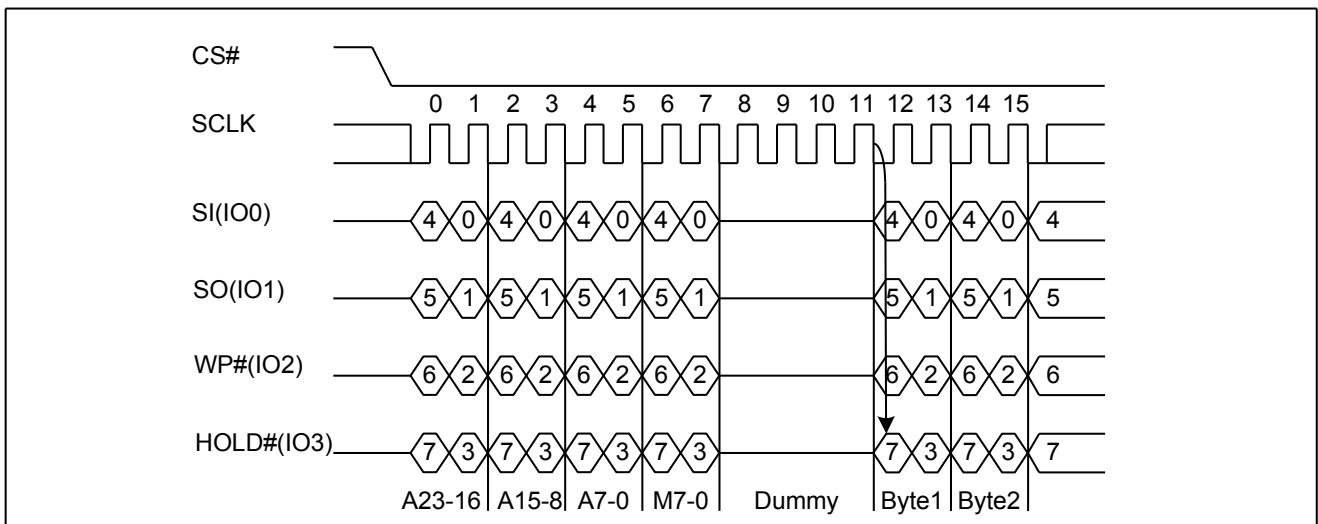 CS#
0 1 2 3 4 5 6 7 8 9 10 11 12 13 14 15
SCLK
SI(IO0) 4 0 4 0 4 0 4 0 4 0 4 0 4
SO(IO1) 5 1 5 1 5 1 5 1 5 1 5 1 5
WP#(IO2) 6 2 6 2 6 2 6 2 6 2 6 2 6
HOLD#(IO3) 7 3 7 3 7 3 7 3 7 3 7 3 7
A23-16 A15-8 A7-0 M7-0 Dummy Byte1 Byte2